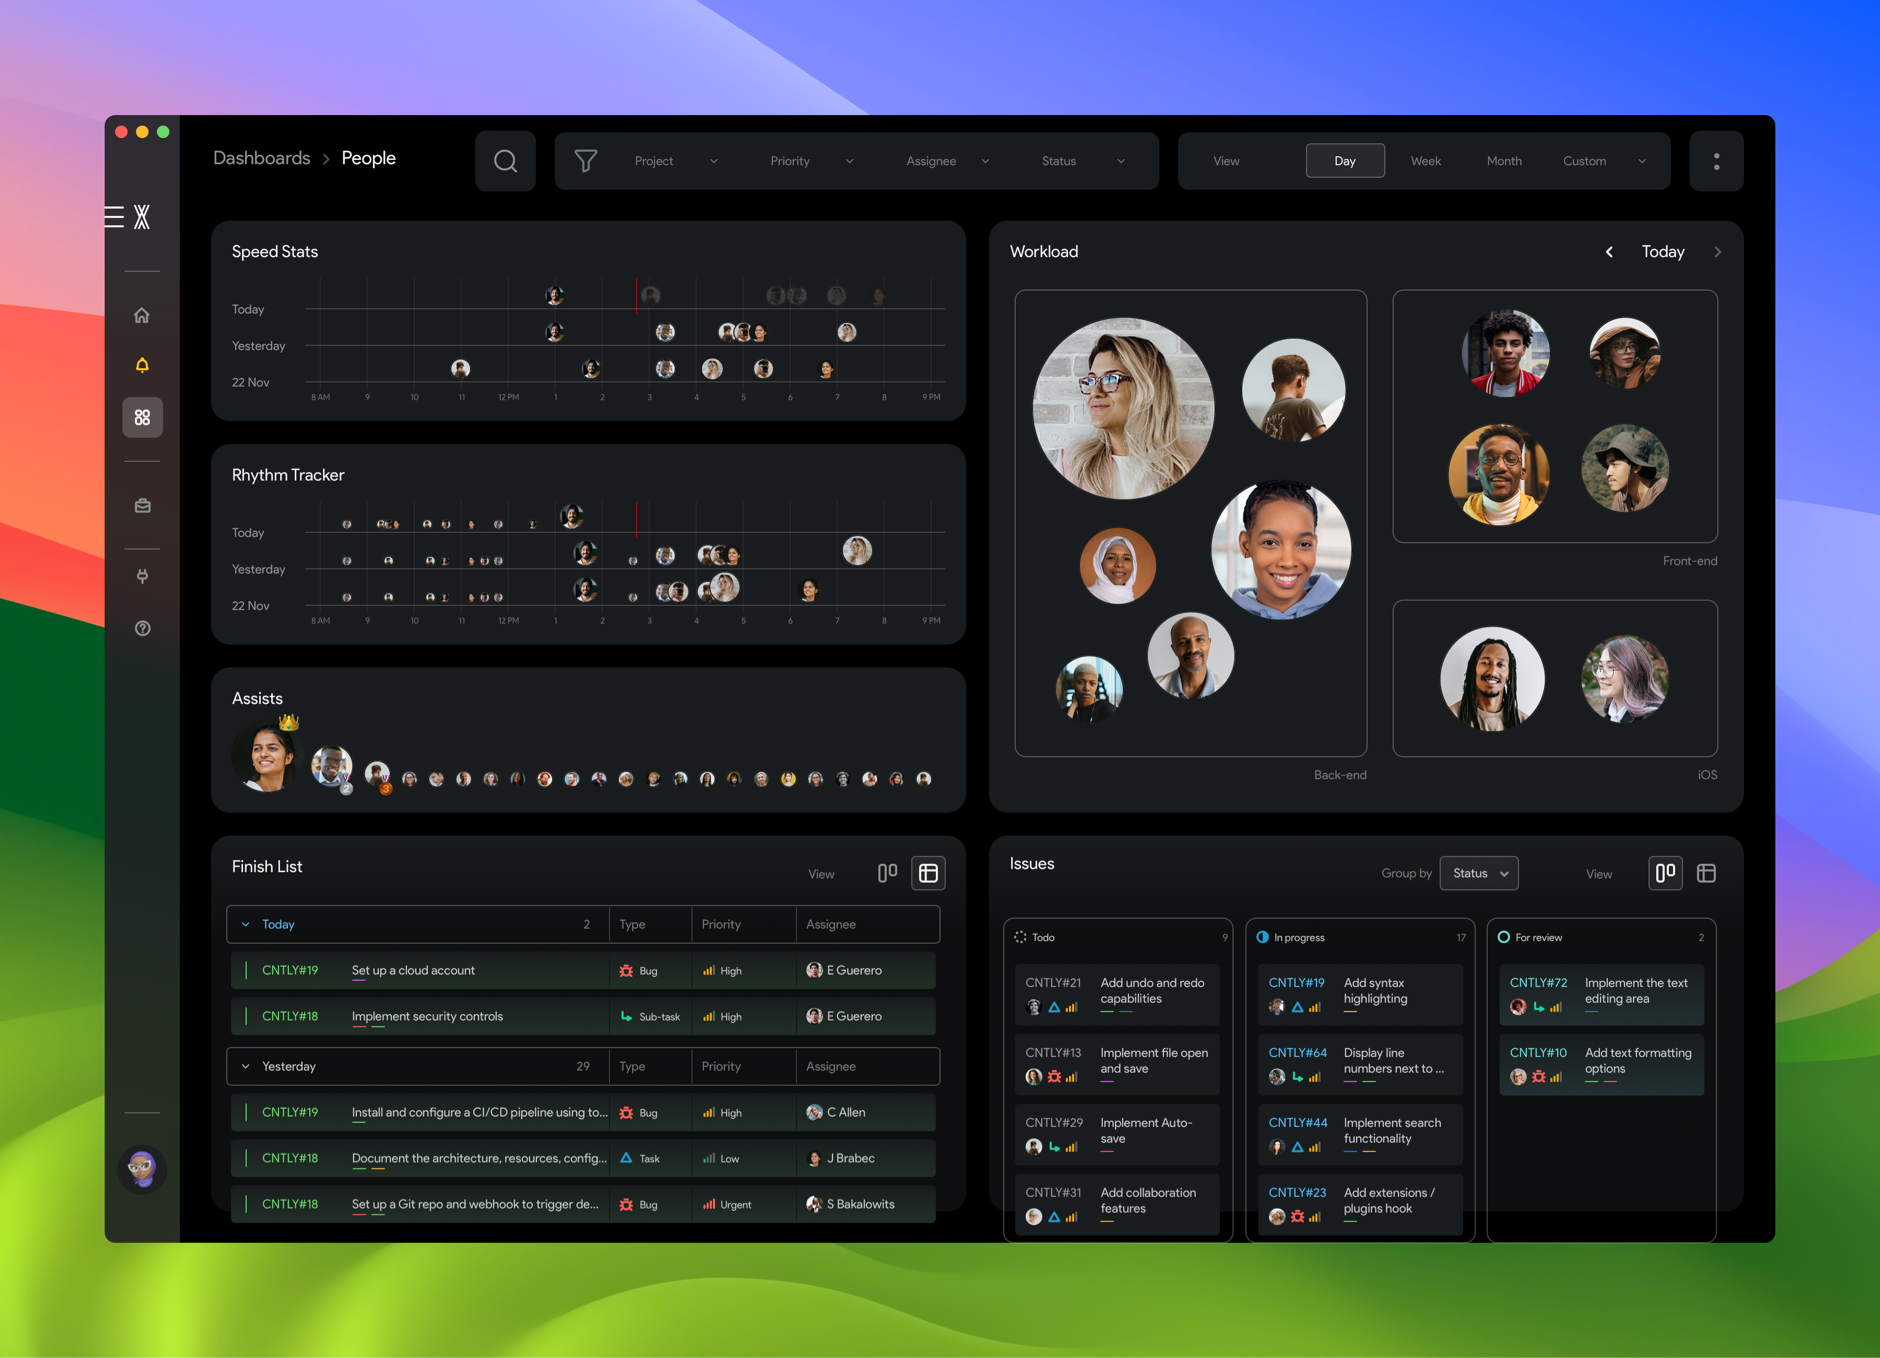 Dashboards > People
Project
Priority
Assignee
Status
View
Day
Week
Month
Custom
Speed Stats
Today
Yesterday
22 Nov
8 AM 9 10 11 12 PM 1 2 3 4 5 6 7 8 9 PM
Rhythm Tracker
Today
Yesterday
22 Nov
8 AM 9 10 11 12 PM 1 2 3 4 5 6 7 8 9 PM
Assists
2
3
Workload
Today
Front-end
Back-end
iOS
Finish List
View
Today 2 Type Priority Assignee
CNTLY#19 Set up a cloud account Bug High E Guerero
CNTLY#18 Implement security controls Sub-task High E Guerero
Yesterday 29 Type Priority Assignee
CNTLY#19 Install and configure a CI/CD pipeline using to... Bug High C Allen
CNTLY#18 Document the architecture, resources, config... Task Low J Brabec
CNTLY#18 Set up a Git repo and webhook to trigger de... Bug Urgent S Bakalowits
Issues
Group by Status
View
Todo 9
CNTLY#21 Add undo and redo
capabilities
CNTLY#13 Implement file open
and save
CNTLY#29 Implement Auto-
save
CNTLY#31 Add collaboration
features
In progress 17
CNTLY#19 Add syntax
highlighting
CNTLY#64 Display line
numbers next to ...
CNTLY#44 Implement search
functionality
CNTLY#23 Add extensions /
plugins hook
For review 2
CNTLY#72 Implement the text
editing area
CNTLY#10 Add text formatting
options